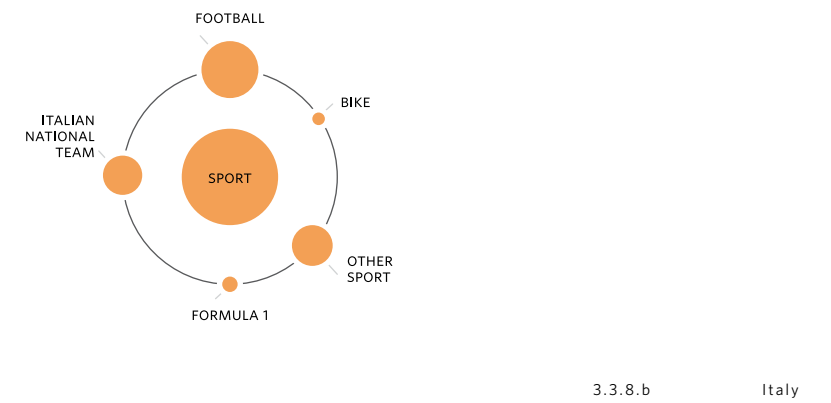 FOOTBALL
BIKE
ITALIAN
NATIONAL
TEAM
SPORT
OTHER
SPORT
FORMULA 1
3.3.8.b Italy